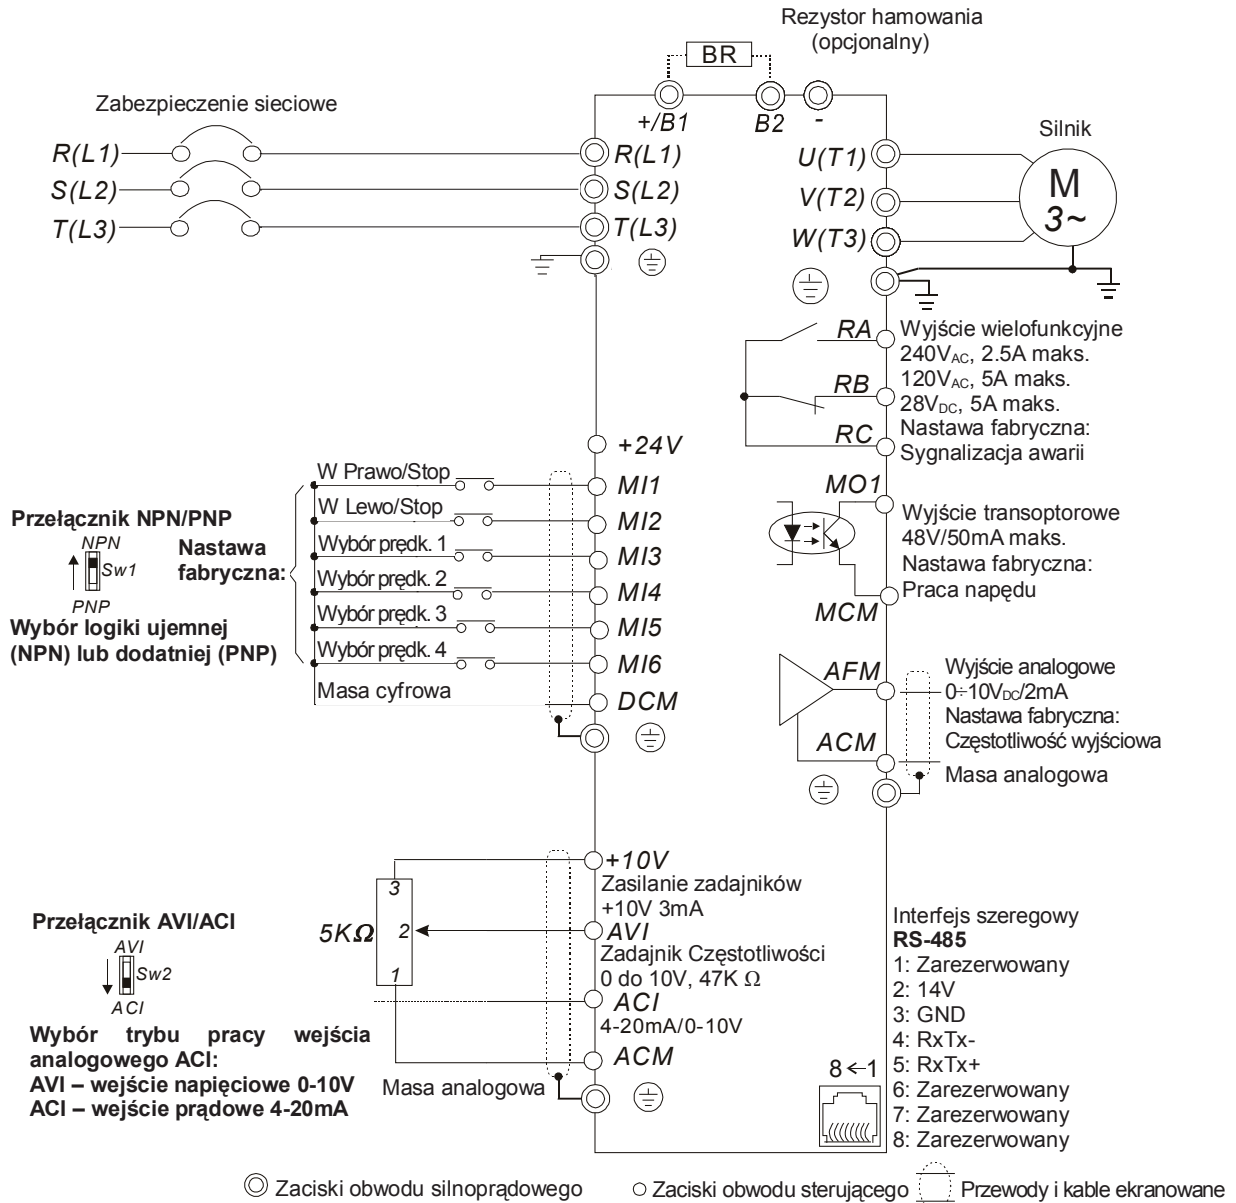 Rezystor hamowania
(opcjonalny)
BR
Zabezpieczenie sieciowe
+/B1
B2
-
Silnik
R(L1)
R(L1)
U(T1)
S(L2)
S(L2)
V(T2)
M
3~
T(L3)
T(L3)
W(T3)
RA
Wyjście wielofunkcyjne
240VAC, 2.5A maks.
120VAC, 5A maks.
RB
28VDC, 5A maks.
Nastawa fabryczna:
RC
Sygnalizacja awarii
+24V
W Prawo/Stop
MI1
W Lewo/Stop
MI2
Wybór prędk. 1
MI3
Wybór prędk. 2
MI4
Wybór prędk. 3
MI5
Wybór prędk. 4
MI6
Masa cyfrowa
DCM
Przełącznik NPN/PNP
NPN
Sw1
PNP
Nastawa
fabryczna:
Wybór logiki ujemnej
(NPN) lub dodatniej (PNP)
MO1
Wyjście transoptorowe
48V/50mA maks.
Nastawa fabryczna:
Praca napędu
MCM
AFM
Wyjście analogowe
0÷10VDC/2mA
Nastawa fabryczna:
Częstotliwość wyjściowa
ACM
Masa analogowa
+10V
Zasilanie zadajników
+10V 3mA
3
5KΩ
2
1
AVI
Zadajnik Częstotliwości
0 do 10V, 47K Ω
ACI
4-20mA/0-10V
ACM
Masa analogowa
Przełącznik AVI/ACI
AVI
Sw2
ACI
Wybór trybu pracy wejścia
analogowego ACI:
AVI – wejście napięciowe 0-10V
ACI – wejście prądowe 4-20mA
Interfejs szeregowy
RS-485
1: Zarezerwowany
2: 14V
3: GND
4: RxTx-
5: RxTx+
6: Zarezerwowany
7: Zarezerwowany
8: Zarezerwowany
8←1
Zaciski obwodu silnoprądowego
Zaciski obwodu sterującego
Przewody i kable ekranowane